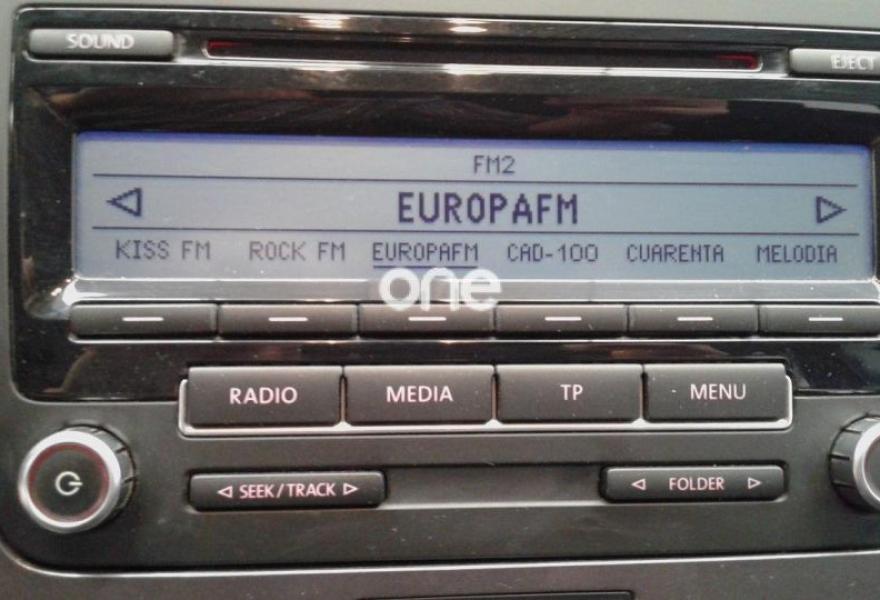 SOUND
EJECT
FM2
EUROPAFM
KISS FM ROCK FM EUROPAFM CAD-100 CUARENTA MELODIA
one
RADIO MEDIA TP MENU
SEEK/TRACK FOLDER